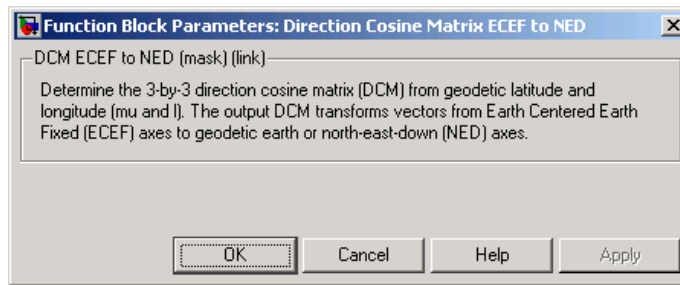 Function Block Parameters: Direction Cosine Matrix ECEF to NED
DCM ECEF to NED (mask) (link)
Determine the 3-by-3 direction cosine matrix (DCM) from geodetic latitude and
longitude (mu and l). The output DCM transforms vectors from Earth Centered Earth
Fixed (ECEF) axes to geodetic earth or north-east-down (NED) axes.
OK Cancel Help Apply